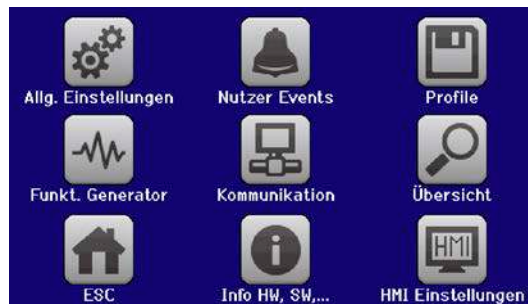 Allg. Einstellungen
Nutzer Events
Profile
Funkt. Generator
Kommunikation
Übersicht
HMI
ESC
Info HW, SW,...
HMI Einstellungen